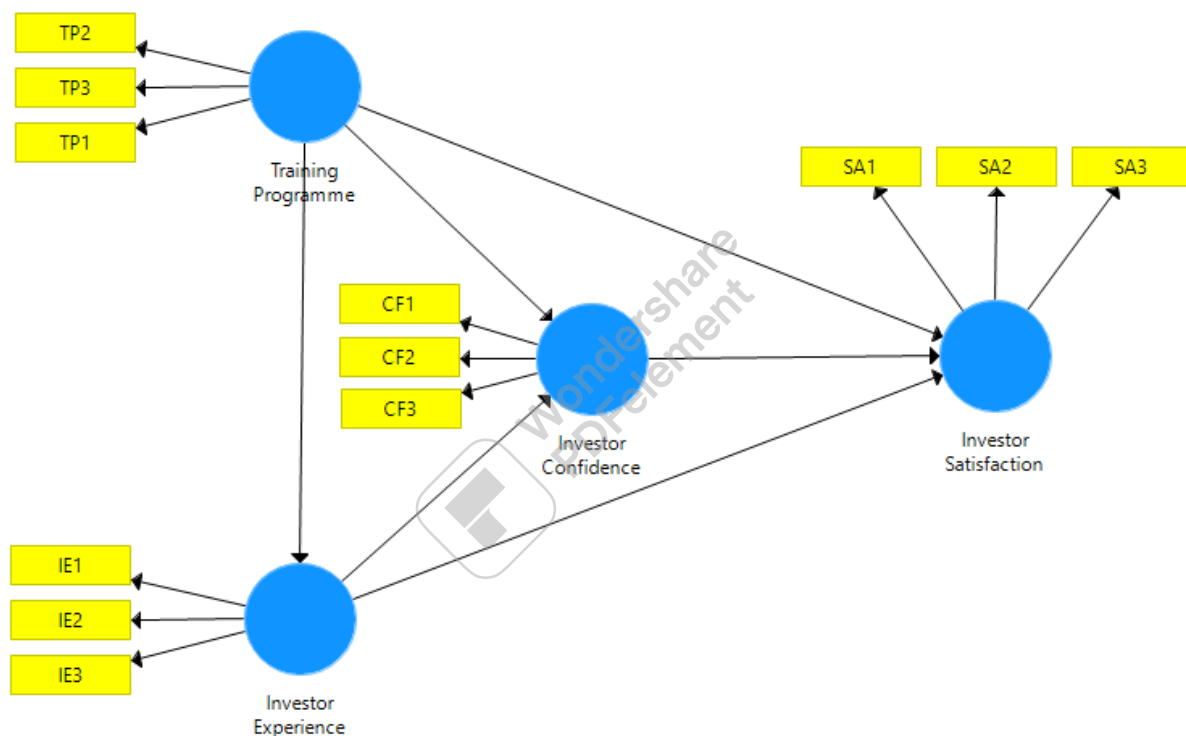 TP2
TP3
TP1
Training
Programme
SA1
SA2
SA3
CF1
CF2
CF3
Investor
Confidence
Investor
Satisfaction
IE1
IE2
IE3
Investor
Experience
Wondershare
PDFelement